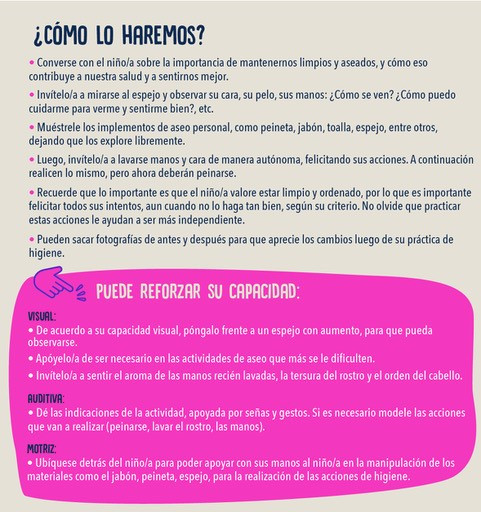 ¿CÓMO LO HAREMOS?
• Converse con el niño/a sobre la importancia de mantenernos limpios y aseados, y cómo eso
contribuye a nuestra salud y a sentirnos mejor.
• Invítelo/a a mirarse al espejo y observar su cara, su pelo, sus manos: ¿Cómo se ven? ¿Cómo puedo
cuidarme para verme y sentirme bien?, etc.
• Muéstrele los implementos de aseo personal, como peineta, jabón, toalla, espejo, entre otros,
dejando que los explore libremente.
• Luego, invítelo/a a lavarse manos y cara de manera autónoma, felicitando sus acciones. A continuación
realicen lo mismo, pero ahora deberán peinarse.
• Recuerde que lo importante es que el niño/a valore estar limpio y ordenado, por lo que es importante
felicitar todos sus intentos, aun cuando no lo haga tan bien, según su criterio. No olvide que practicar
estas acciones le ayudan a ser más independiente.
• Pueden sacar fotografías de antes y después para que aprecie los cambios luego de su práctica de
higiene.
PUEDE REFORZAR SU CAPACIDAD:
VISUAL:
• De acuerdo a su capacidad visual, póngalo frente a un espejo con aumento, para que pueda
observarse.
• Apóyelo/a de ser necesario en las actividades de aseo que más se le dificulten.
• Invítelo/a a sentir el aroma de las manos recién lavadas, la tersura del rostro y el orden del cabello.
AUDITIVA:
• Dé las indicaciones de la actividad, apoyada por señas y gestos. Si es necesario modele las acciones
que van a realizar (peinarse, lavar el rostro, las manos).
MOTRIZ:
• Ubíquese detrás del niño/a para poder apoyar con sus manos al niño/a en la manipulación de los
materiales como el jabón, peineta, espejo, para la realización de las acciones de higiene.